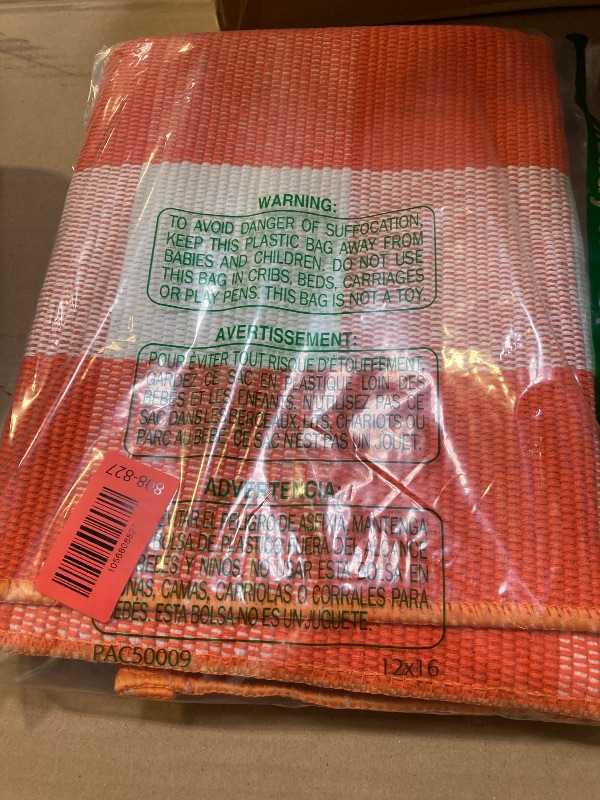 WARNING:
TO AVOID DANGER OF SUFFOCATION,
KEEP THIS PLASTIC BAG AWAY FROM
BABIES AND CHILDREN. DO NOT USE
THIS BAG IN CRIBS, BEDS, CARRIAGES
OR PLAY PENS. THIS BAG IS NOT A TOY.
AVERTISSEMENT:
POUR ÉVITER TOUT RISQUE D'ÉTOUFFEMENT,
GARDEZ CE SAC EN PLASTIQUE LOIN DES
BÉBÉS ET LES ENFANTS. N'UTILISEZ PAS CE
SAC DANS LES BERCEAUX, LITS, CHARIOTS OU
PARC AU BÉBÉ. CE SAC N'EST PAS UN JOUET.
ADVERTENCIA:
EL PELIGRO DE ASFIXIA, MANTENGA
BOLSA DE PLASTICO FUERA DEL ALCANCE
BEBES Y NIÑOS. NO USAR ESTA BOLSA EN
CAMAS, CARRIOLAS O CORRALES PARA
BEBÉS. ESTA BOLSA NO ES UN JUGUETE.
PAC50009 12x16
808-827